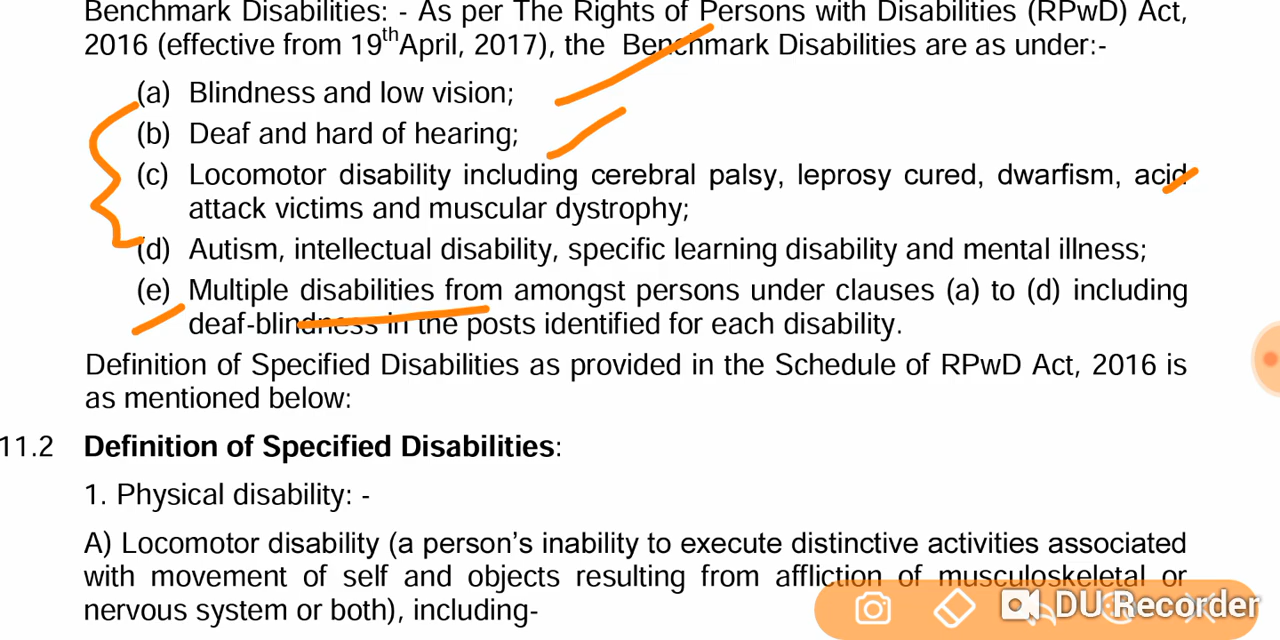 Benchmark Disabilities: - As per The Rights of Persons with Disabilities (RPwD) Act,
2016 (effective from 19th April, 2017), the Benchmark Disabilities are as under:-
(a) Blindness and low vision;
(b) Deaf and hard of hearing;
(c) Locomotor disability including cerebral palsy, leprosy cured, dwarfism, acid
attack victims and muscular dystrophy;
(d) Autism, intellectual disability, specific learning disability and mental illness;
(e) Multiple disabilities from amongst persons under clauses (a) to (d) including
deaf-blindness in the posts identified for each disability.
Definition of Specified Disabilities as provided in the Schedule of RPwD Act, 2016 is
as mentioned below:
11.2 Definition of Specified Disabilities:
1. Physical disability: -
A) Locomotor disability (a person's inability to execute distinctive activities associated
with movement of self and objects resulting from affliction of musculoskeletal or
nervous system or both), including-
DU Recorder